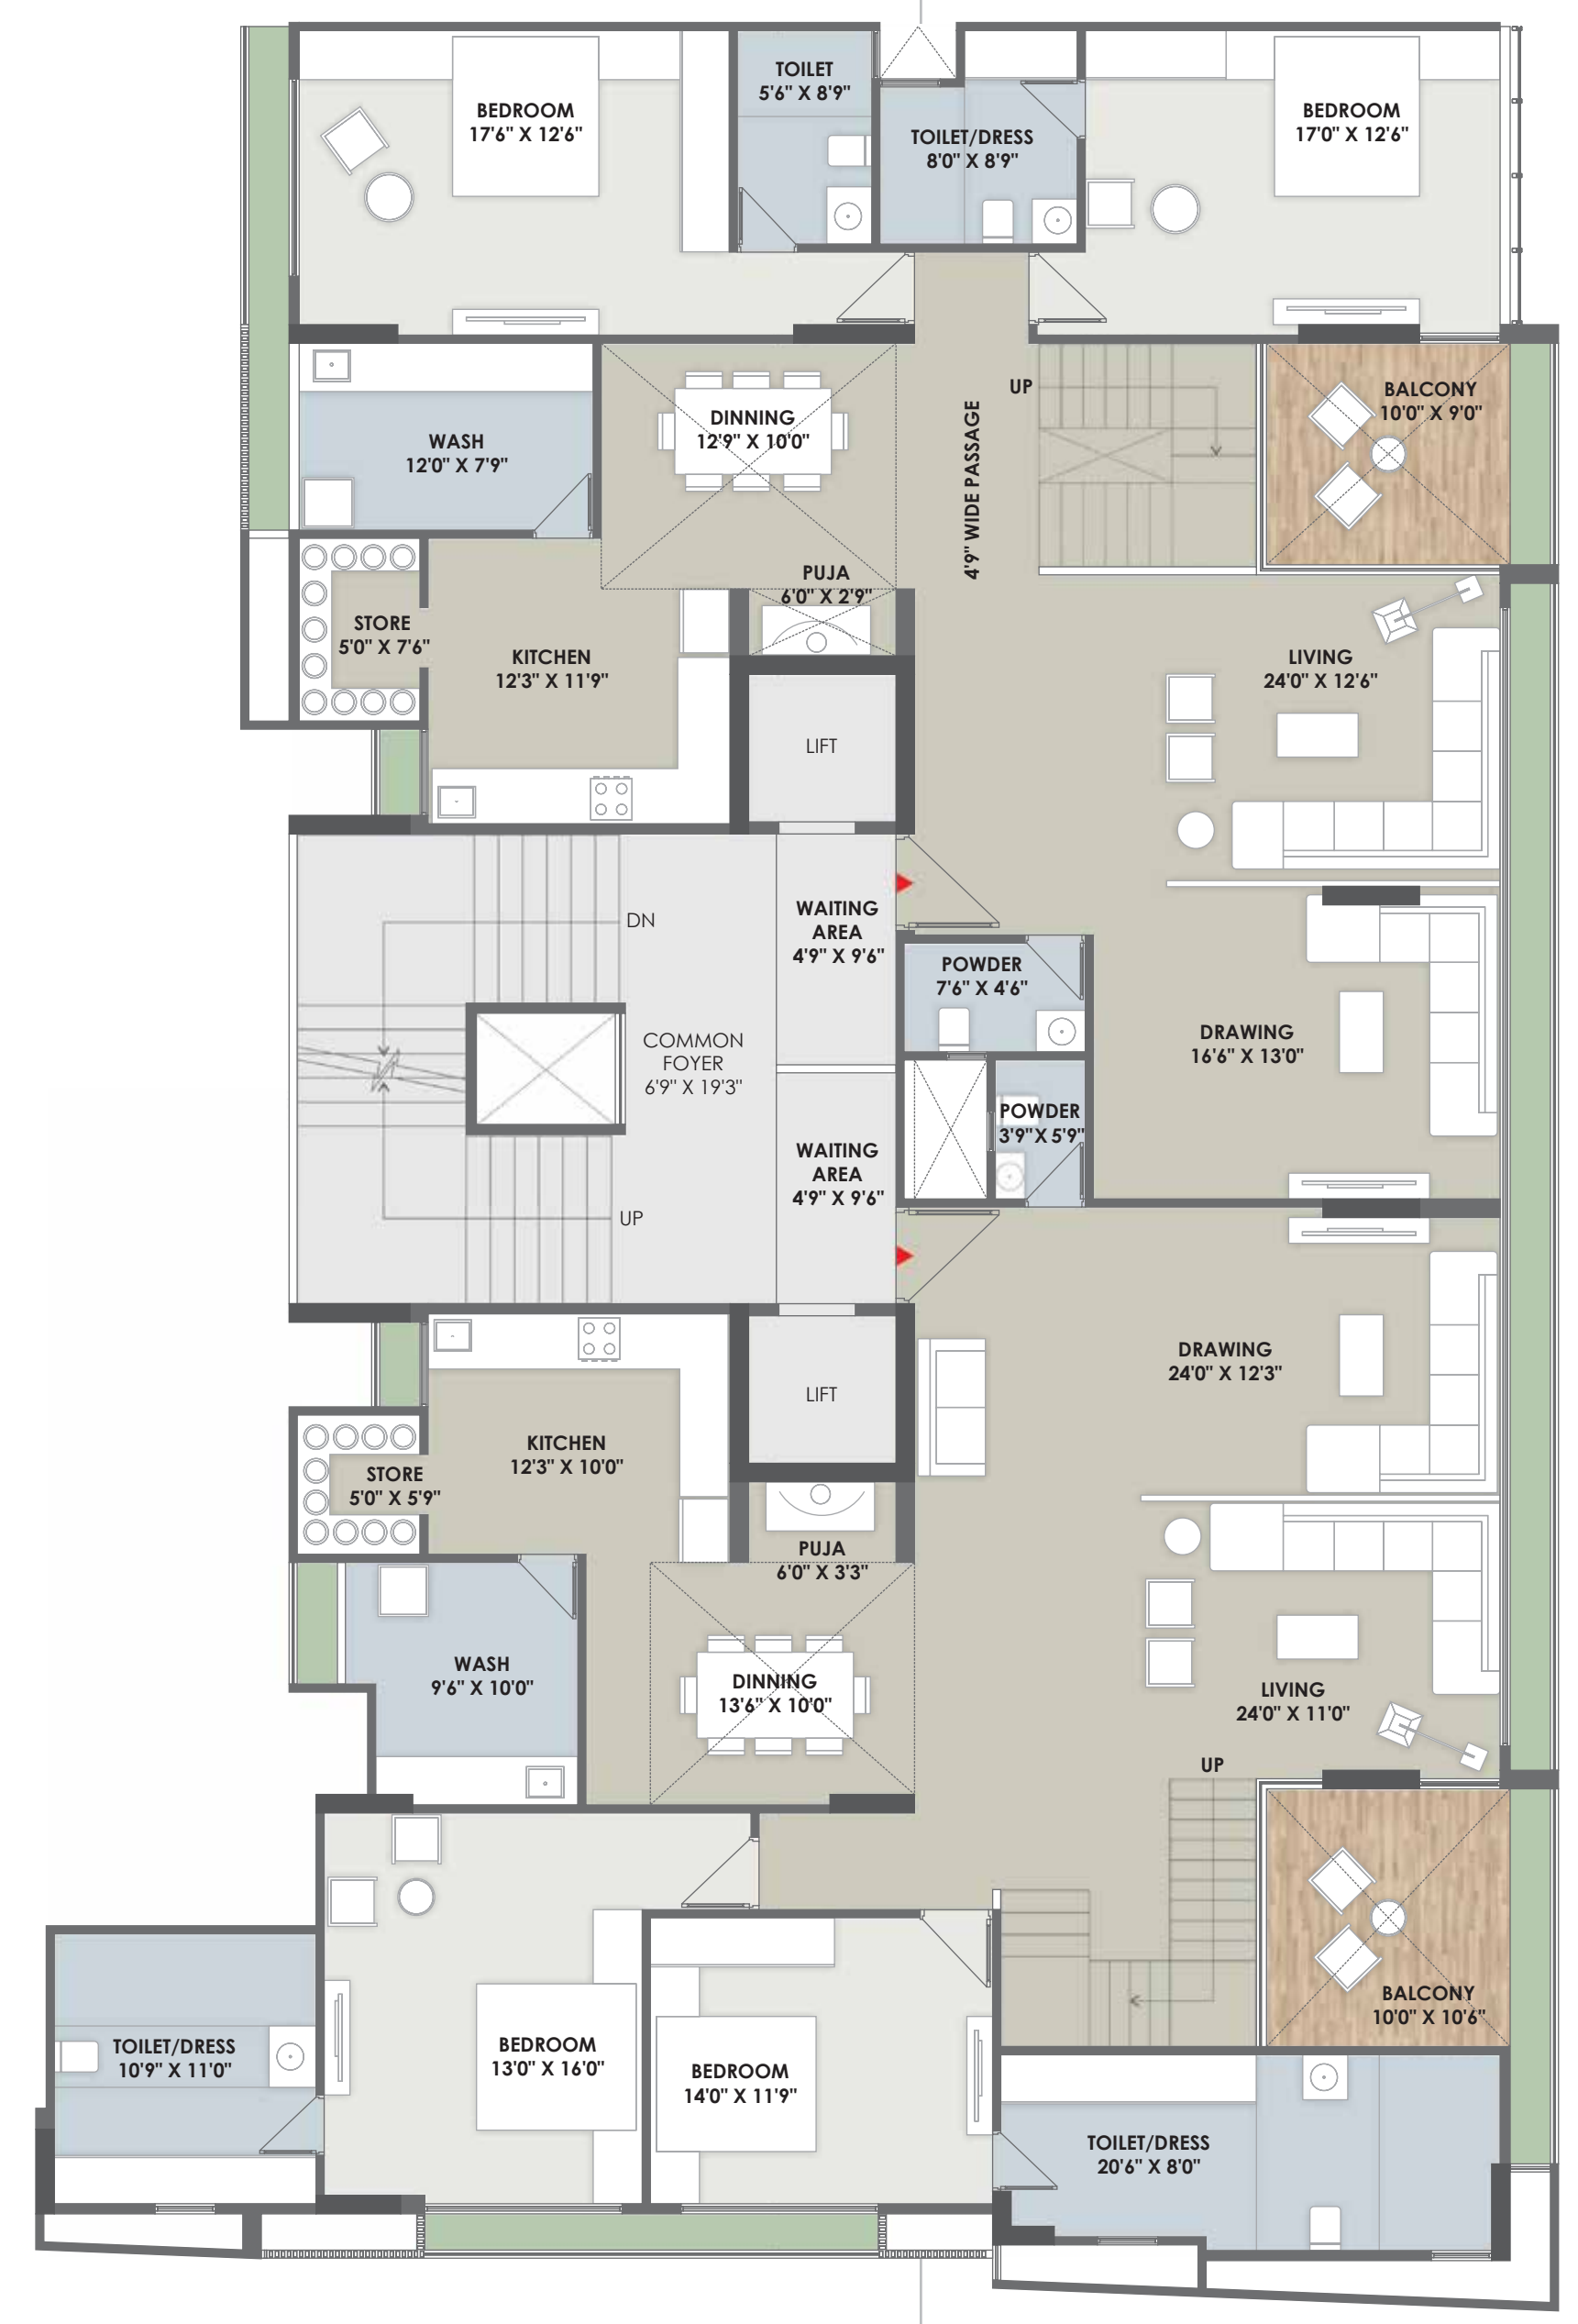 TOILET
5'6" X 8'9"
BEDROOM
17'6" X 12'6"
TOILET/DRESS
8'0" X 8'9"
BEDROOM
17'0" X 12'6"
WASH
12'0" X 7'9"
DINNING
12'9" X 10'0"
4'9" WIDE PASSAGE
UP
BALCONY
10'0" X 9'0"
PUJA
6'0" X 2'9"
STORE
5'0" X 7'6"
KITCHEN
12'3" X 11'9"
LIVING
24'0" X 12'6"
LIFT
DN
WAITING
AREA
4'9" X 9'6"
POWDER
7'6" X 4'6"
COMMON
FOYER
6'9" X 19'3"
DRAWING
16'6" X 13'0"
POWDER
3'9" X 5'9"
WAITING
AREA
4'9" X 9'6"
UP
DRAWING
24'0" X 12'3"
LIFT
KITCHEN
12'3" X 10'0"
STORE
5'0" X 5'9"
PUJA
6'0" X 3'3"
WASH
9'6" X 10'0"
DINNING
13'6" X 10'0"
LIVING
24'0" X 11'0"
UP
BALCONY
10'0" X 10'6"
TOILET/DRESS
10'9" X 11'0"
BEDROOM
13'0" X 16'0"
BEDROOM
14'0" X 11'9"
TOILET/DRESS
20'6" X 8'0"